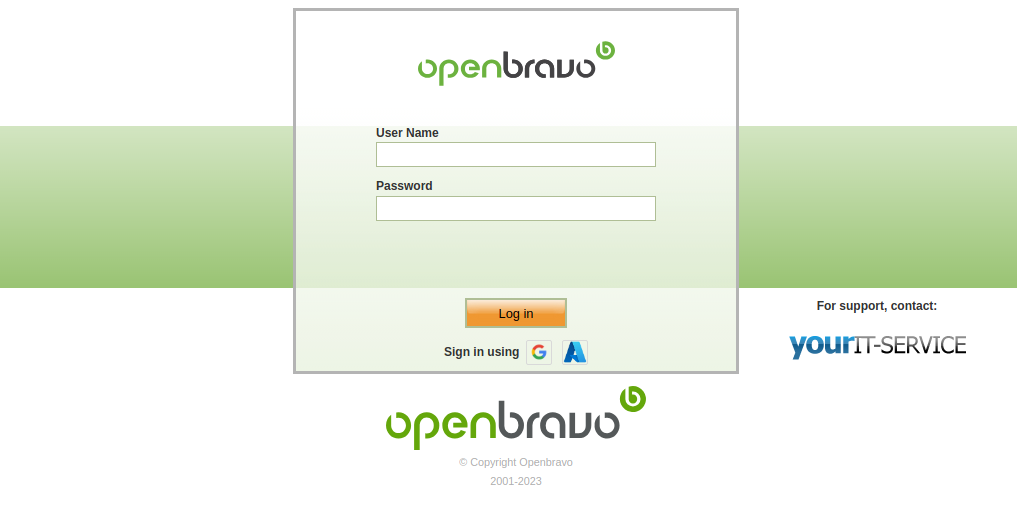 openbravo
User Name
Password
Log in
Sign in using
For support, contact:
yourIT-SERVICE
openbravo
© Copyright Openbravo
2001-2023